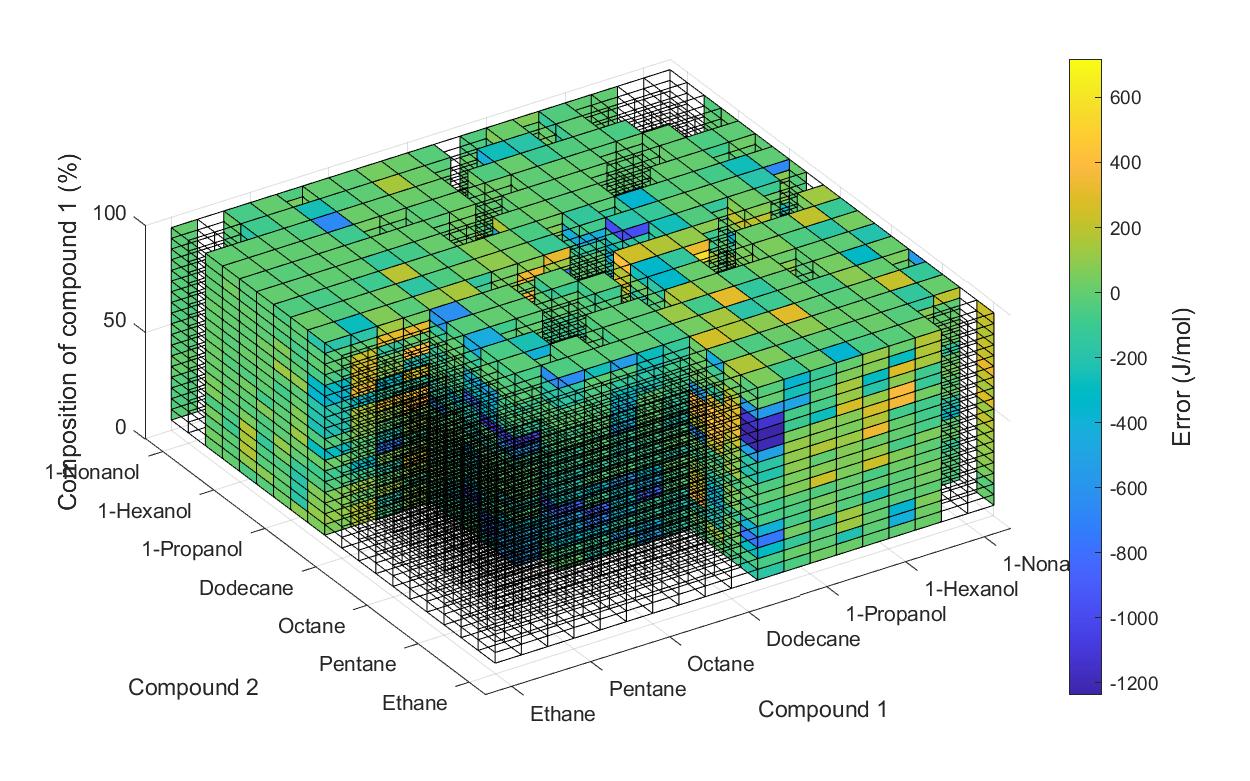 Composition of compound 1 (%)
100
50
0
1-Nonanol
1-Hexanol
1-Propanol
Dodecane
Octane
Pentane
Ethane
Compound 2
Ethane
Pentane
Octane
Dodecane
1-Propanol
1-Hexanol
1-Nona
Compound 1
600
400
200
0
-200
-400
-600
-800
-1000
-1200
Error (J/mol)